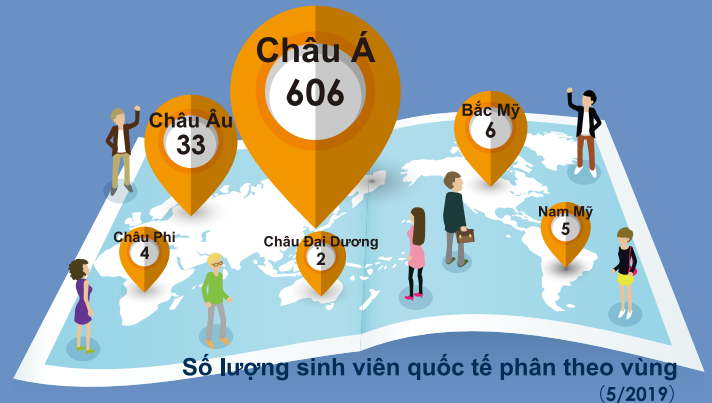 Châu Á
606
Châu Âu
33
Bắc Mỹ
6
Châu Phi
4
Châu Đại Dương
2
Nam Mỹ
5
Số lượng sinh viên quốc tế phân theo vùng
（5/2019）